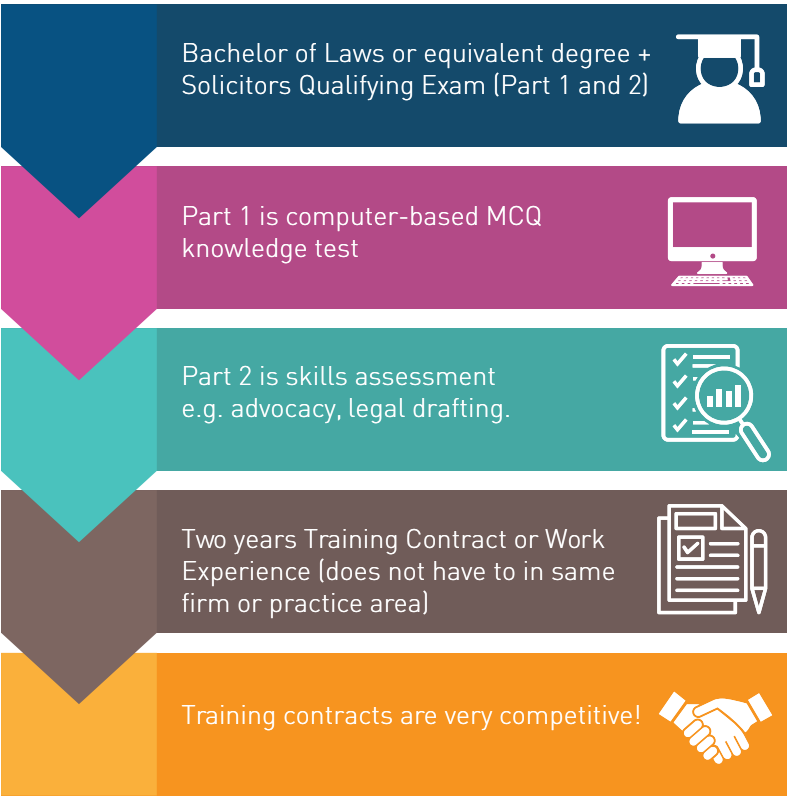 Bachelor of Laws or equivalent degree +
Solicitors Qualifying Exam (Part 1 and 2)
Part 1 is computer-based MCQ
knowledge test
Part 2 is skills assessment
e.g. advocacy, legal drafting.
Two years Training Contract or Work
Experience (does not have to in same
firm or practice area)
Training contracts are very competitive!